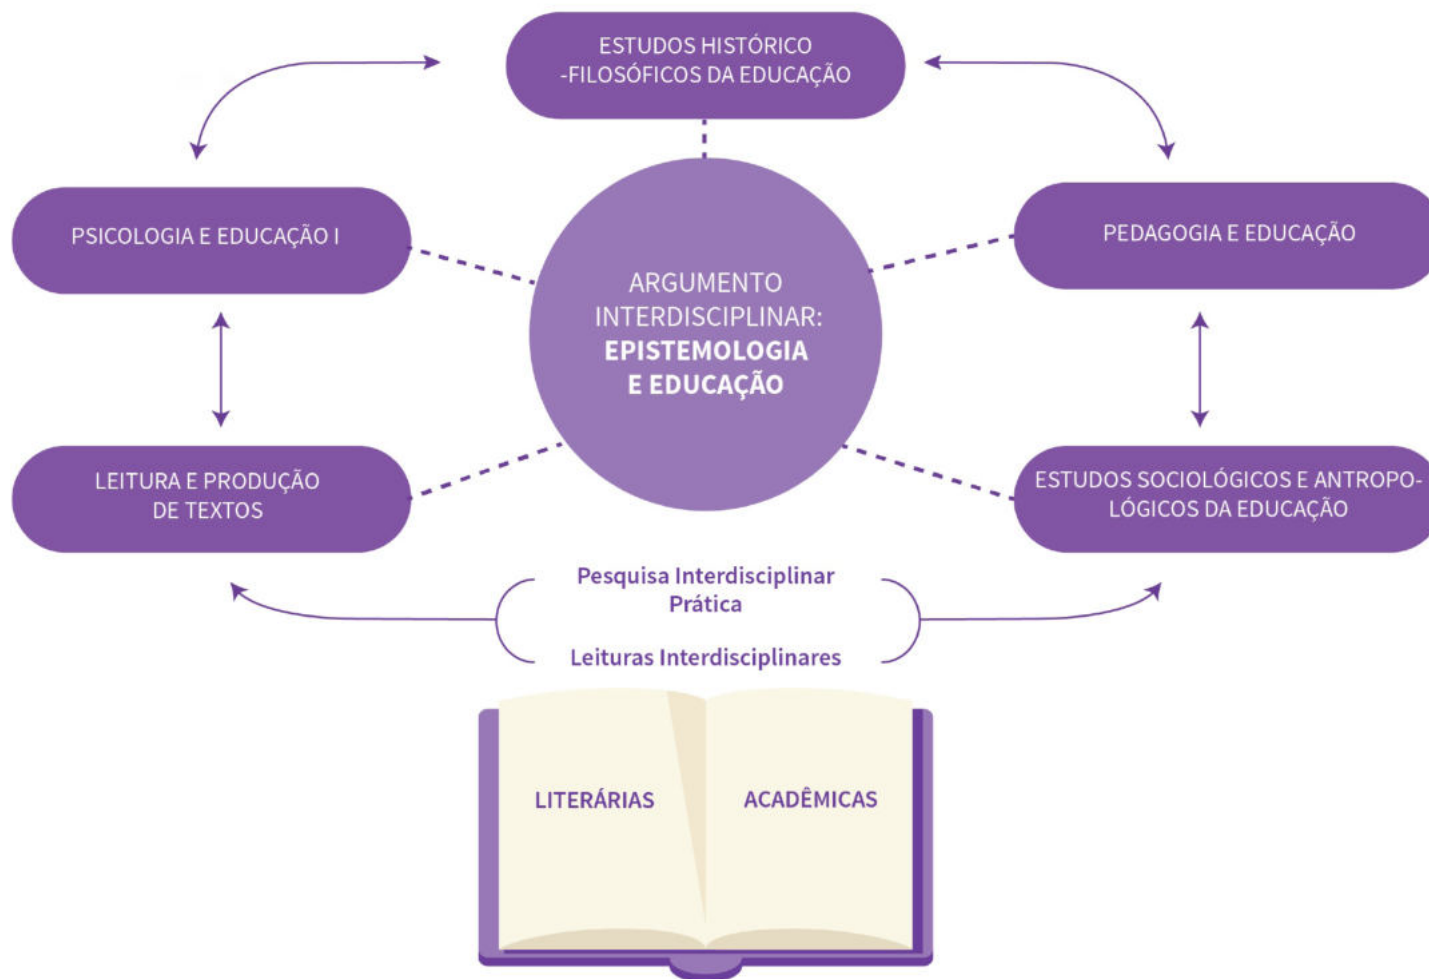 ESTUDOS HISTÓRICO
-FILOSÓFICOS DA EDUCAÇÃO
PSICOLOGIA E EDUCAÇÃO I
PEDAGOGIA E EDUCAÇÃO
ARGUMENTO
INTERDISCIPLINAR:
EPISTEMOLOGIA
E EDUCAÇÃO
LEITURA E PRODUÇÃO
DE TEXTOS
ESTUDOS SOCIOLÓGICOS E ANTROPO-
LÓGICOS DA EDUCAÇÃO
Pesquisa Interdisciplinar
Prática
Leituras Interdisciplinares
LITERÁRIAS
ACADÊMICAS